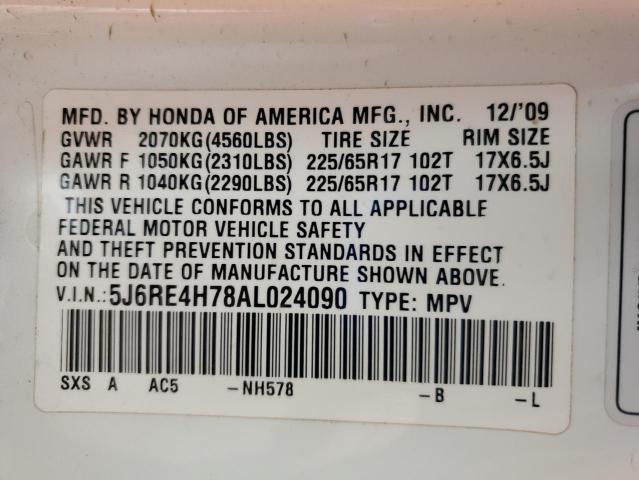 MFD. BY HONDA OF AMERICA MFG., INC. 12/'09
GVWR 2070KG(4560LBS) TIRE SIZE RIM SIZE
GAWR F 1050KG(2310LBS) 225/65R17 102T 17X6.5J
GAWR R 1040KG(2290LBS) 225/65R17 102T 17X6.5J
THIS VEHICLE CONFORMS TO ALL APPLICABLE
FEDERAL MOTOR VEHICLE SAFETY
AND THEFT PREVENTION STANDARDS IN EFFECT
ON THE DATE OF MANUFACTURE SHOWN ABOVE.
V.I.N.:5J6RE4H78AL024090 TYPE: MPV
SXS A AC5 -NH578 -B -L